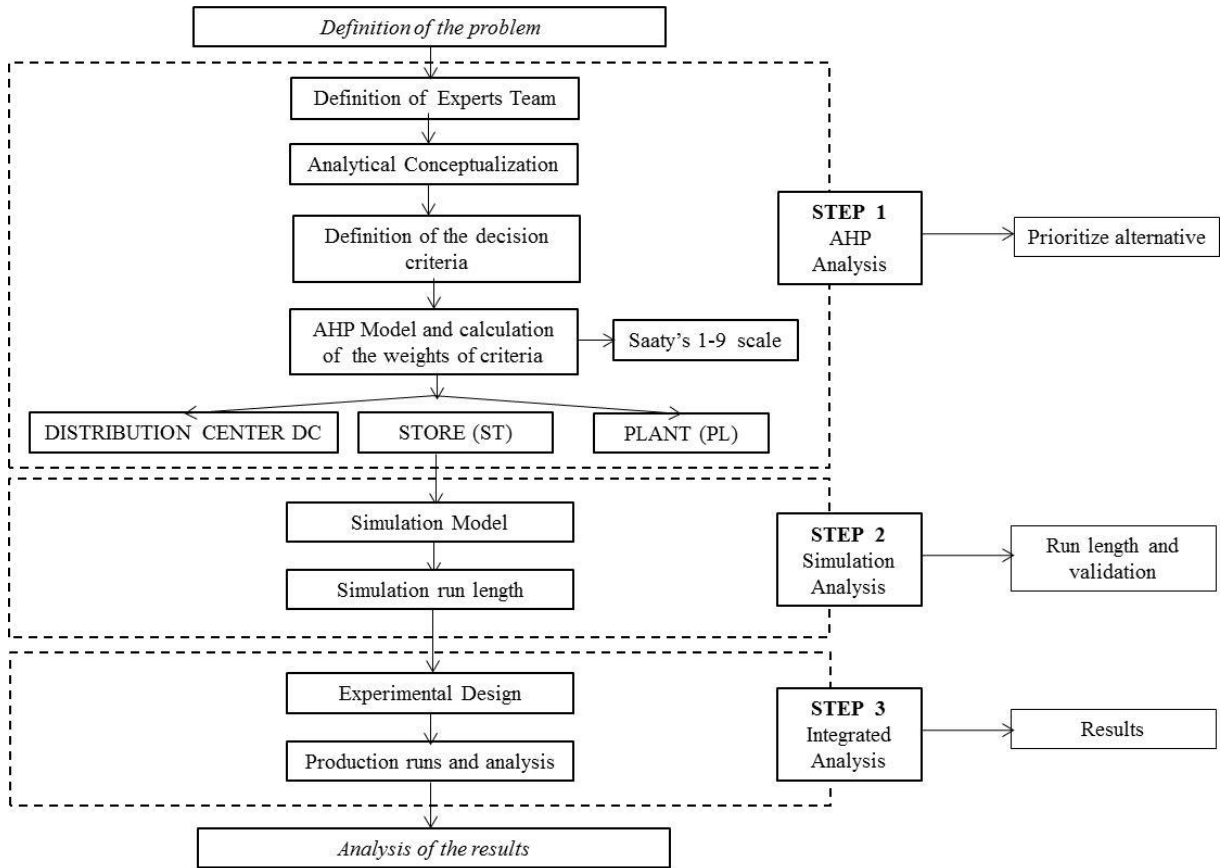 Definition of the problem
Definition of Experts Team
Analytical Conceptualization
Definition of the decision
criteria
AHP Model and calculation
of the weights of criteria
Saaty's 1-9 scale
DISTRIBUTION CENTER DC
STORE (ST)
PLANT (PL)
STEP 1
AHP
Analysis
Prioritize alternative
Simulation Model
Simulation run length
STEP 2
Simulation
Analysis
Run length and
validation
Experimental Design
Production runs and analysis
STEP 3
Integrated
Analysis
Results
Analysis of the results